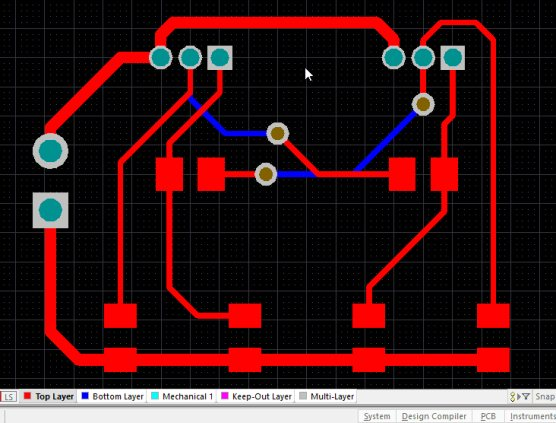 LS Top Layer Bottom Layer Mechanical 1 Keep-Out Layer Multi-Layer Snap
System Design Compiler PCB Instruments